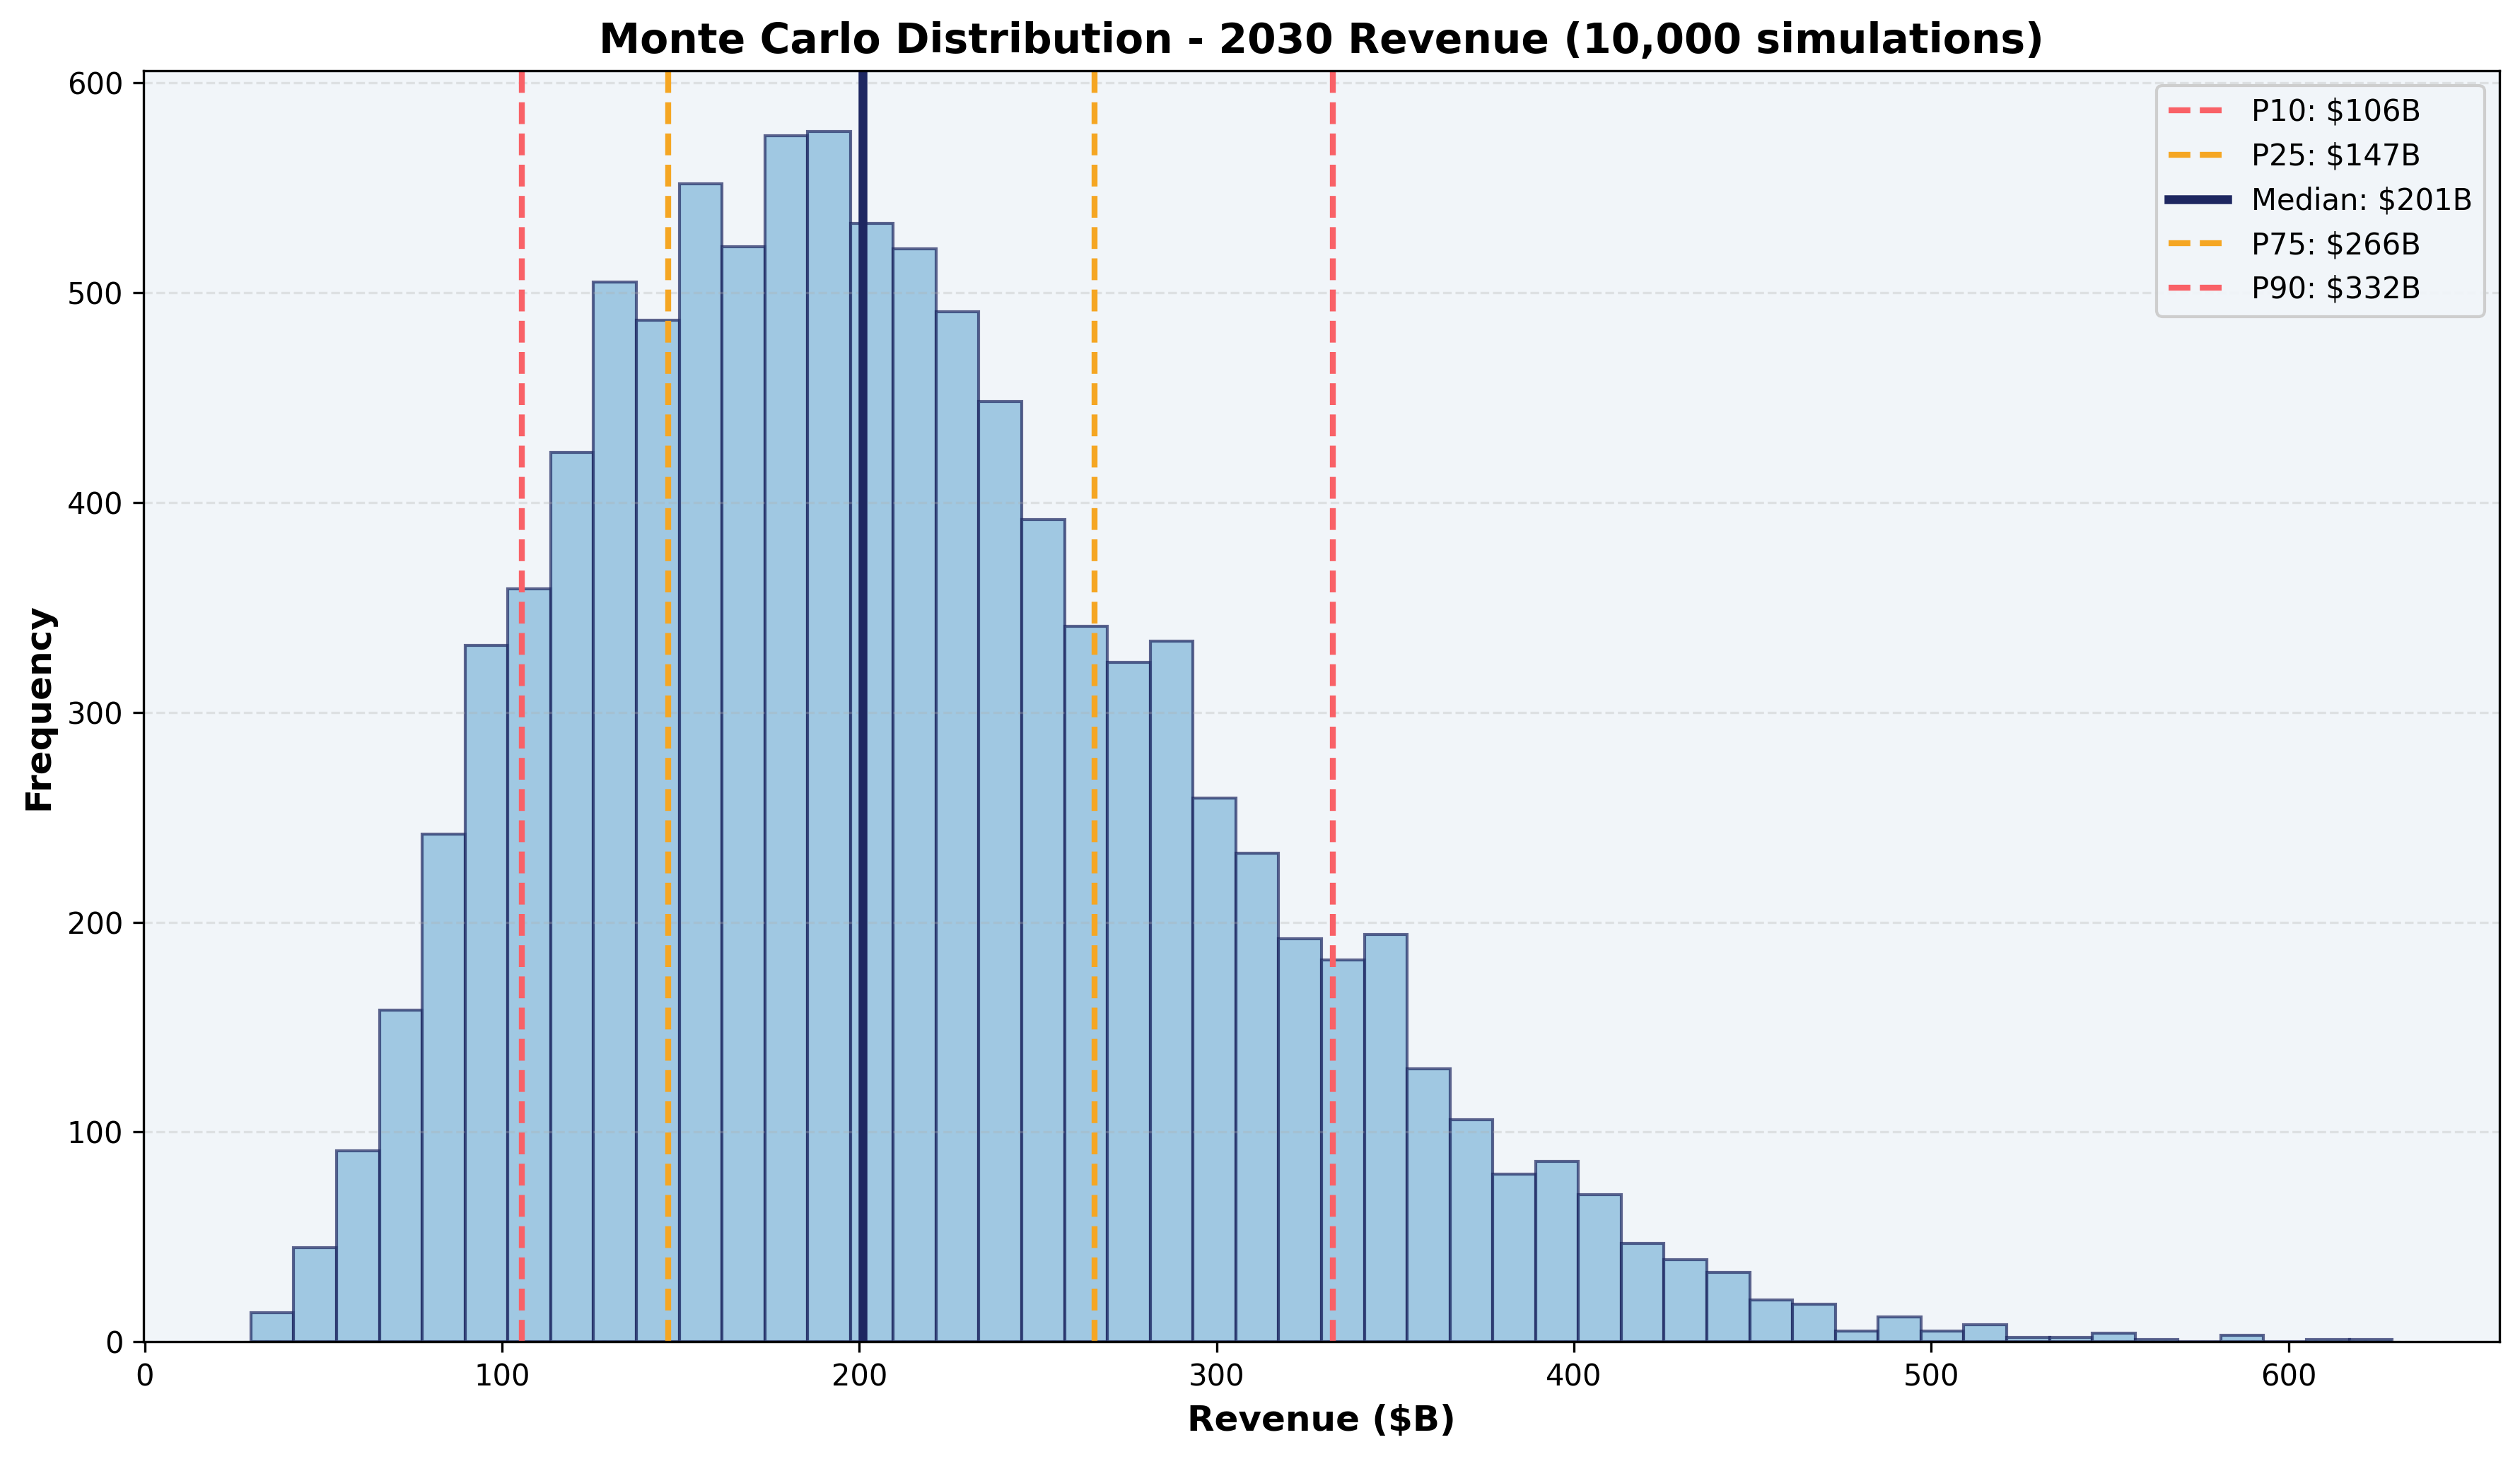 Monte Carlo Distribution - 2030 Revenue (10,000 simulations)
600
500
400
300
200
100
0
Frequency
P10: $106B
P25: $147B
Median: $201B
P75: $266B
P90: $332B
0 100 200 300 400 500 600
Revenue ($B)